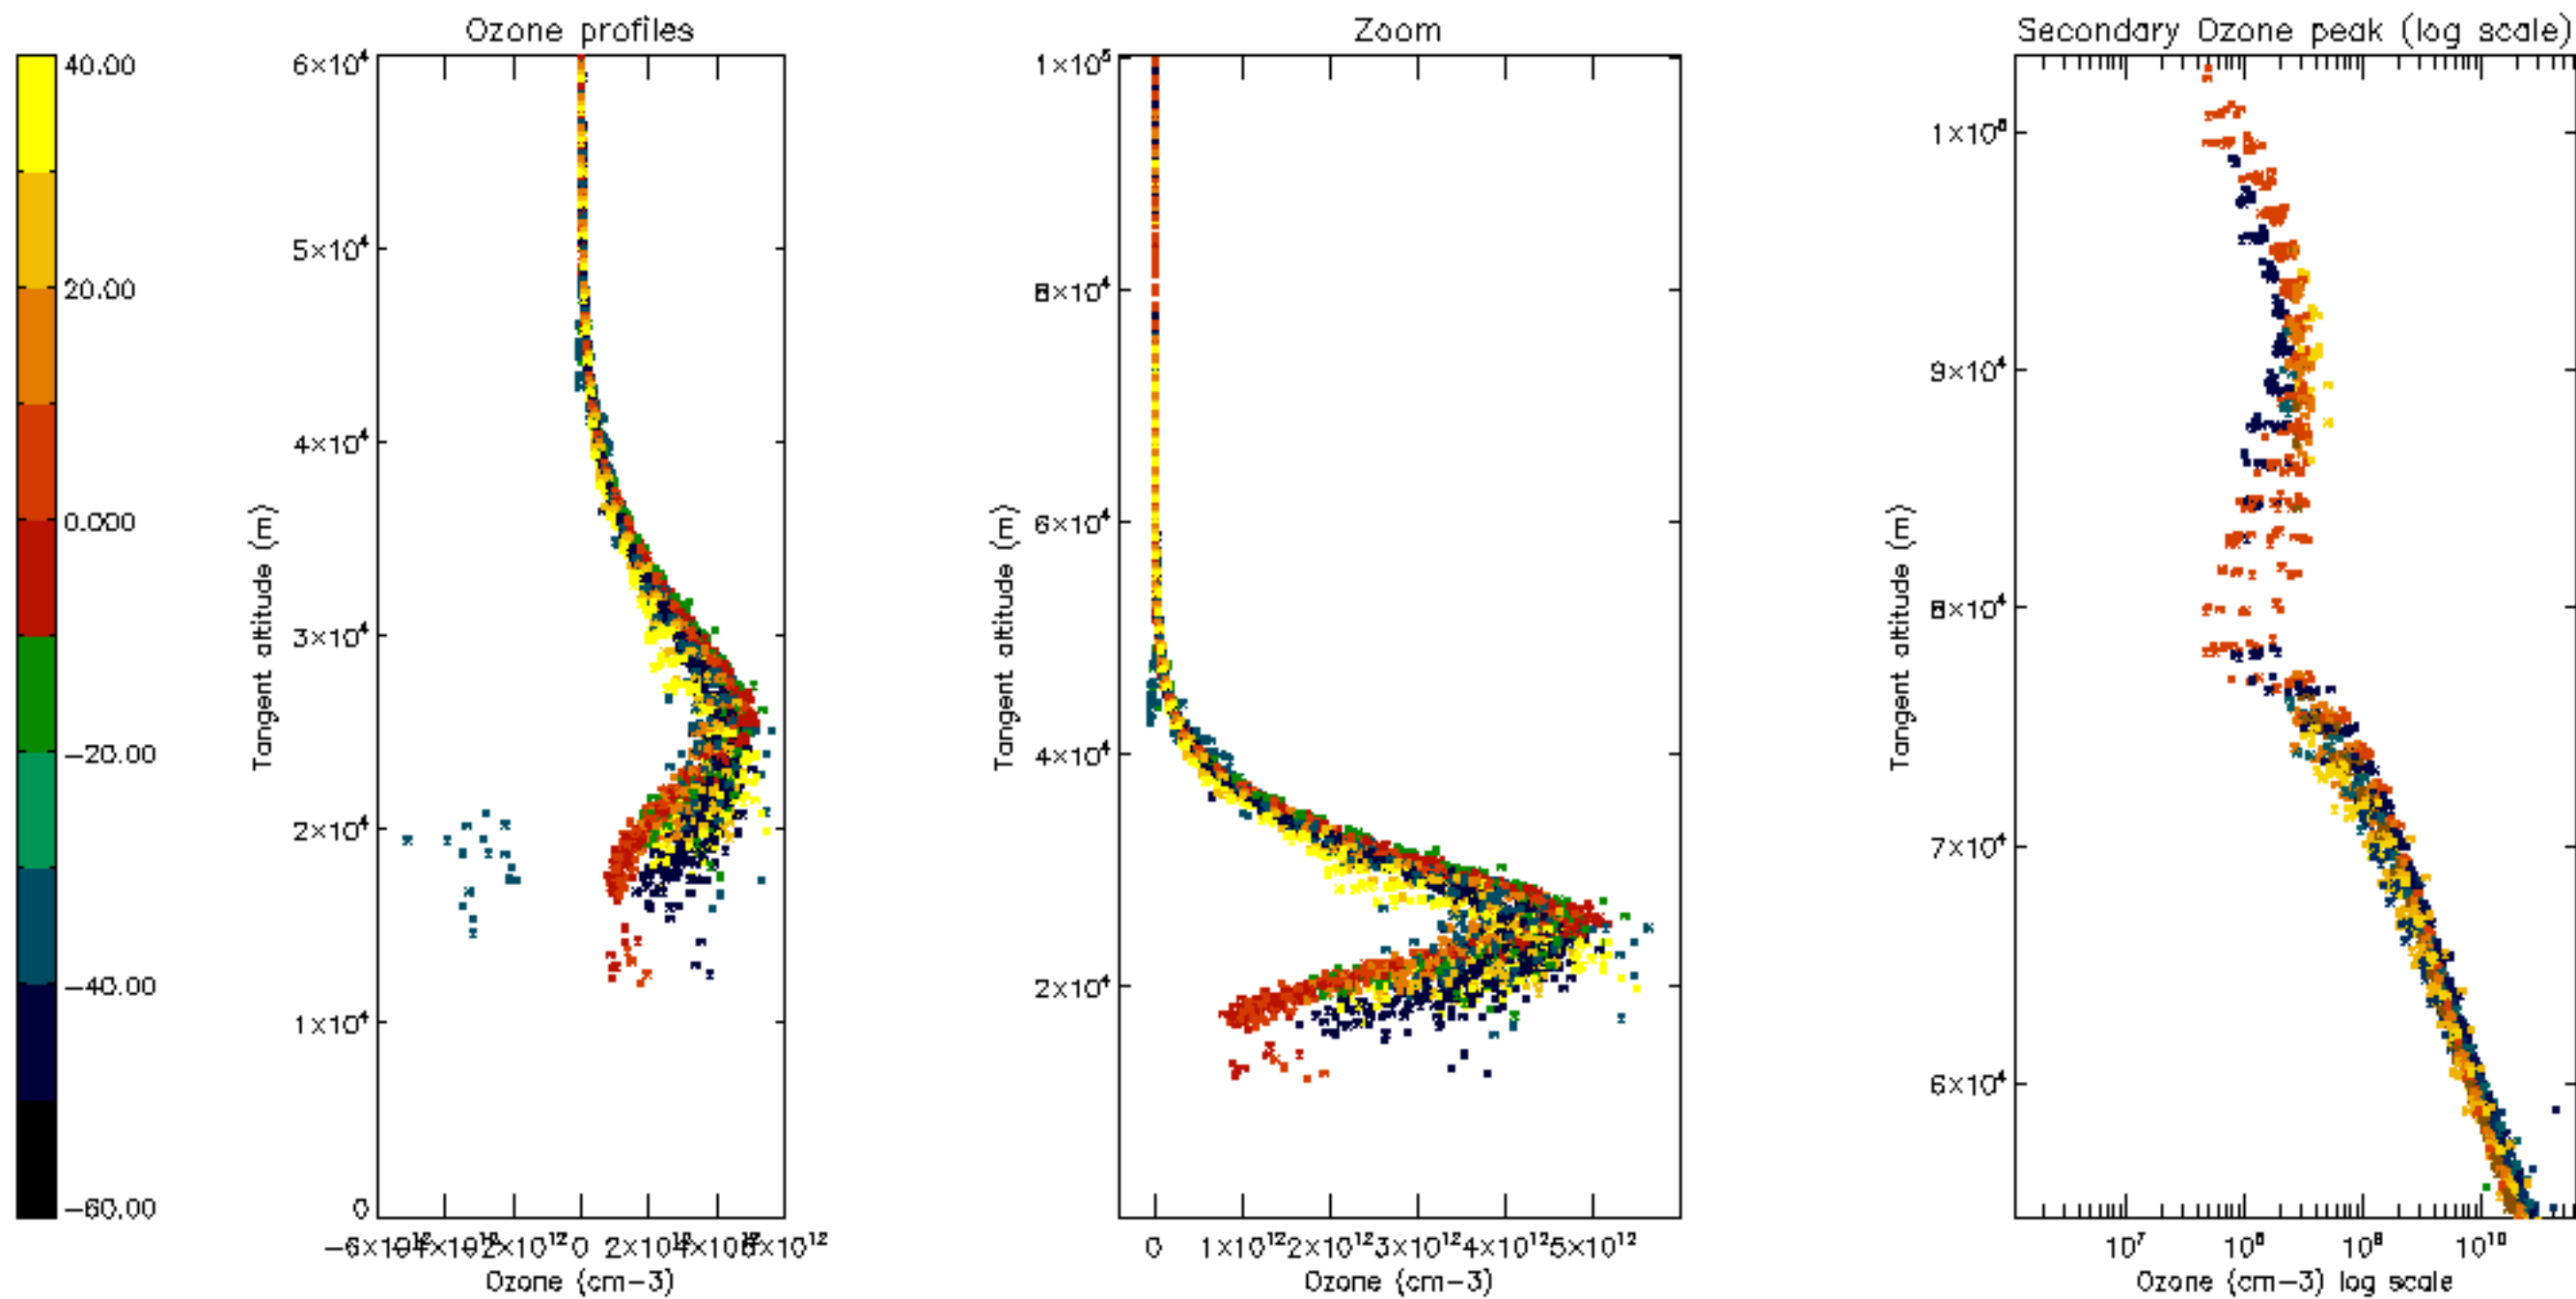 Ozone profiles
Zoom
Secondary Ozone peak (log scale)
40.00
20.00
0.000
−20.00
−40.00
−60.00
6×10⁴
5×10⁴
4×10⁴
3×10⁴
2×10⁴
1×10⁴
0
Tangent altitude (m)
0
2×10¹²
Ozone (cm−3)
1×10⁵
8×10⁴
6×10⁴
4×10⁴
2×10⁴
Tangent altitude (m)
0 1×10¹² 2×10¹² 3×10¹² 4×10¹² 5×10¹²
Ozone (cm−3)
9×10⁴
8×10⁴
7×10⁴
6×10⁴
Tangent altitude (m)
10⁷ 10⁸ 10⁹ 10¹⁰
Ozone (cm−3) log scale